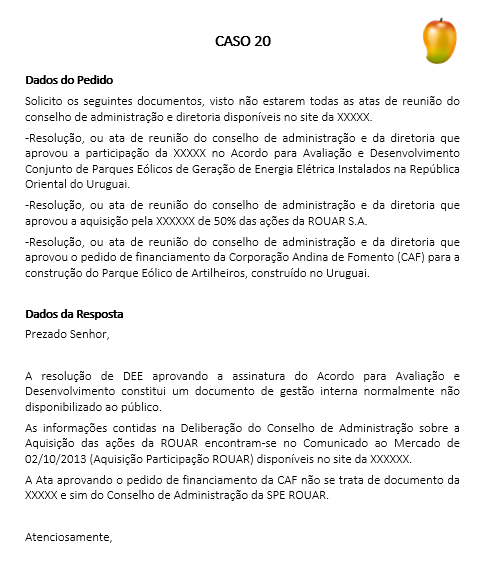 CASO 20
Dados do Pedido
Solicito os seguintes documentos, visto não estarem todas as atas de reunião do
conselho de administração e diretoria disponíveis no site da XXXXX.
-Resolução, ou ata de reunião do conselho de administração e da diretoria que
aprovou a participação da XXXXX no Acordo para Avaliação e Desenvolvimento
Conjunto de Parques Eólicos de Geração de Energia Elétrica Instalados na República
Oriental do Uruguai.
-Resolução, ou ata de reunião do conselho de administração e da diretoria que
aprovou a aquisição pela XXXXXX de 50% das ações da ROUAR S.A.
-Resolução, ou ata de reunião do conselho de administração e da diretoria que
aprovou o pedido de financiamento da Corporação Andina de Fomento (CAF) para a
construção do Parque Eólico de Artilheiros, construído no Uruguai.
Dados da Resposta
Prezado Senhor,
A resolução de DEE aprovando a assinatura do Acordo para Avaliação e
Desenvolvimento constitui um documento de gestão interna normalmente não
disponibilizado ao público.
As informações contidas na Deliberação do Conselho de Administração sobre a
Aquisição das ações da ROUAR encontram-se no Comunicado ao Mercado de
02/10/2013 (Aquisição Participação ROUAR) disponíveis no site da XXXXXX.
A Ata aprovando o pedido de financiamento da CAF não se trata de documento da
XXXXX e sim do Conselho de Administração da SPE ROUAR.
Atenciosamente,